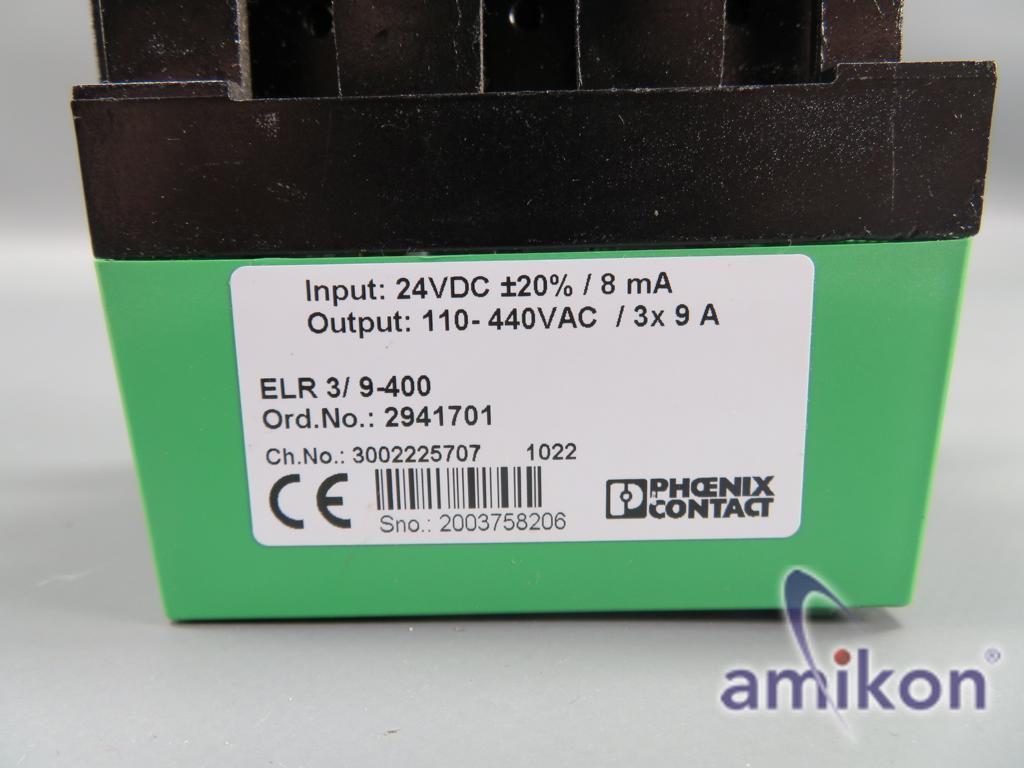 Input: 24VDC ±20% / 8 mA
Output: 110- 440VAC / 3x 9 A
ELR 3/ 9-400
Ord.No.: 2941701
Ch.No.: 3002225707 1022
CE
Sno.: 2003758206
PHŒNIX
CONTACT
amikon®